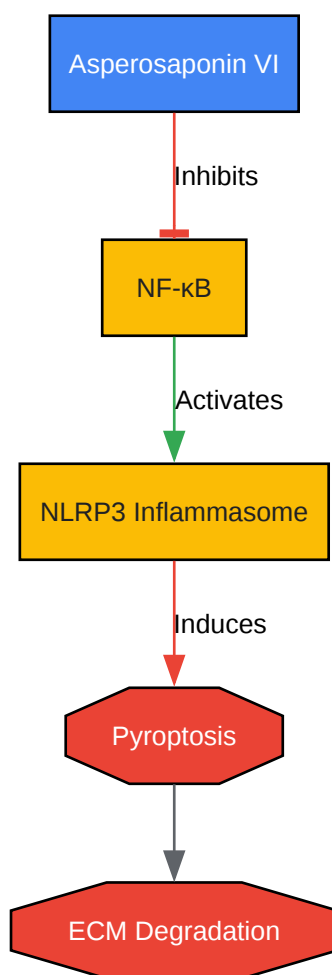 Asperosaponin VI
Inhibits
NF-κB
Activates
NLRP3 Inflammasome
Induces
Pyroptosis
ECM Degradation